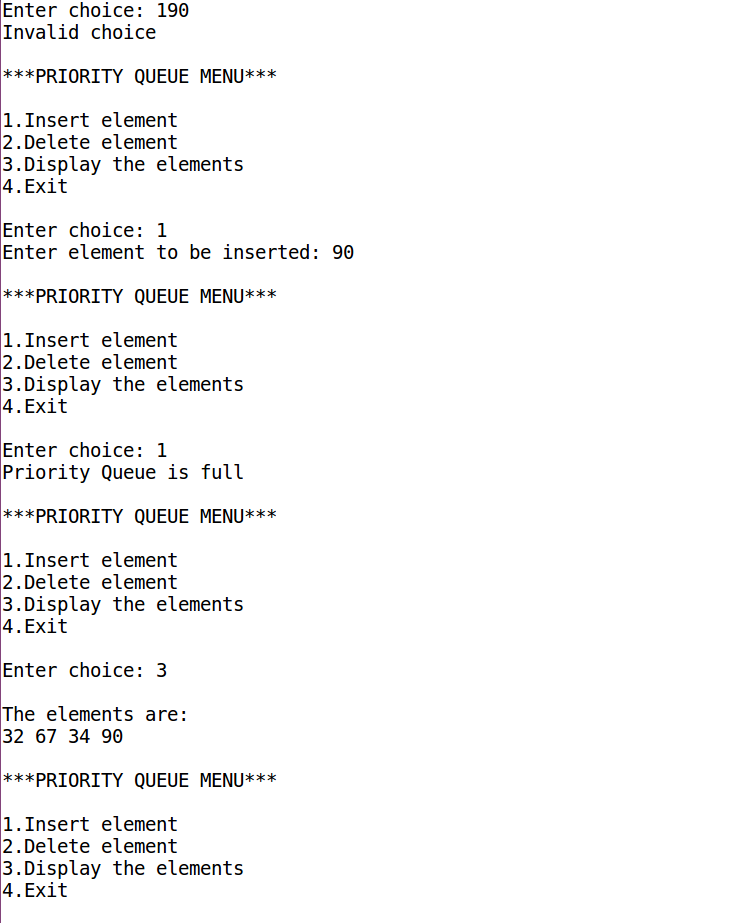 Enter choice: 190
Invalid choice
***PRIORITY QUEUE MENU***
1.Insert element
2.Delete element
3.Display the elements
4.Exit
Enter choice: 1
Enter element to be inserted: 90
***PRIORITY QUEUE MENU***
1.Insert element
2.Delete element
3.Display the elements
4.Exit
Enter choice: 1
Priority Queue is full
***PRIORITY QUEUE MENU***
1.Insert element
2.Delete element
3.Display the elements
4.Exit
Enter choice: 3
The elements are:
32 67 34 90
***PRIORITY QUEUE MENU***
1.Insert element
2.Delete element
3.Display the elements
4.Exit